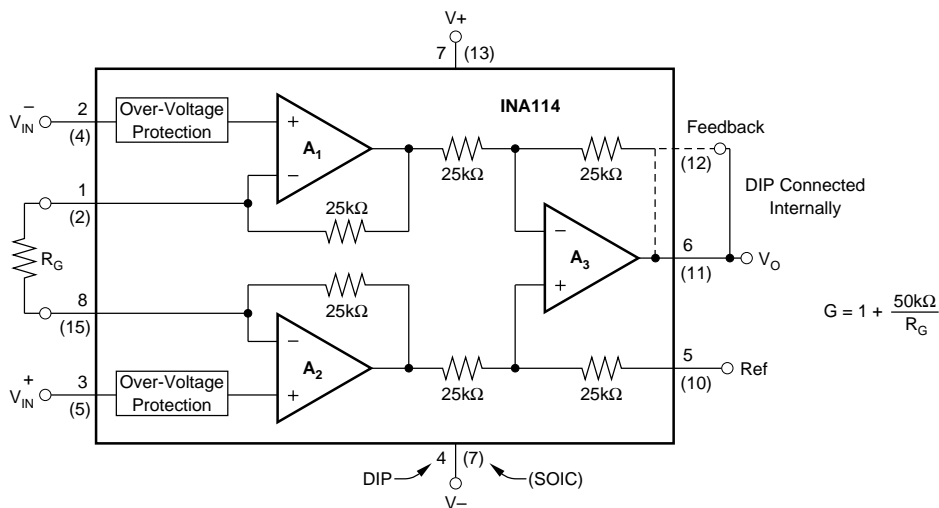 V+
7 (13)
INA114
V–IN
2
(4)
Over-Voltage
Protection
+
A1
–
25kΩ
25kΩ
Feedback
(12)
DIP Connected
Internally
1
(2)
25kΩ
RG
–
A3
+
6
(11)
VO
G = 1 + 50kΩ
RG
8
(15)
25kΩ
–
A2
+
V+IN
3
(5)
Over-Voltage
Protection
25kΩ
25kΩ
5
(10)
Ref
4 (7)
DIP
(SOIC)
V–